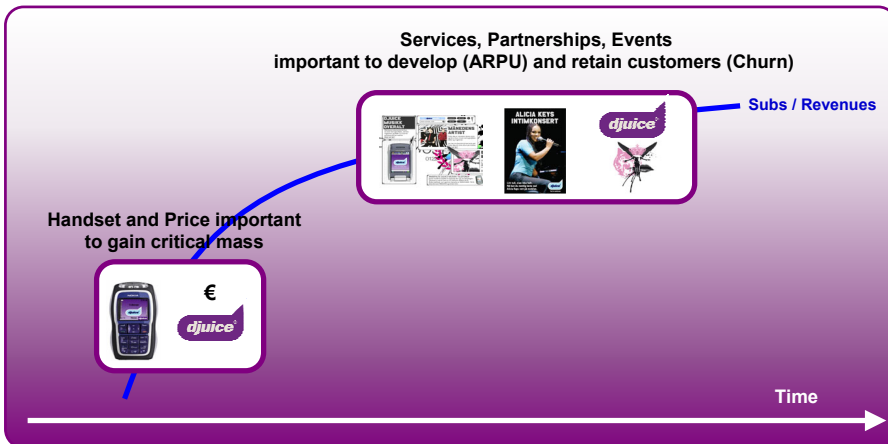 Services, Partnerships, Events
important to develop (ARPU) and retain customers (Churn)
Subs / Revenues
DJUICE
MUSIKK
OVERALT
MÅNEDENS
ARTIST
ALICIA KEYS
INTIMKONSERT
djuice
Handset and Price important
to gain critical mass
€
djuice
Time